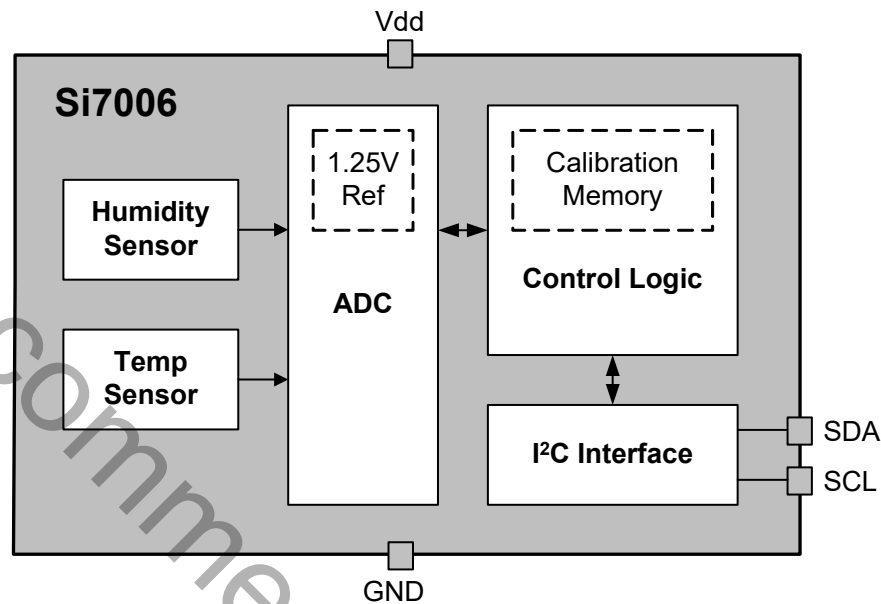 Vdd
Si7006
Humidity
Sensor
Temp
Sensor
1.25V
Ref
ADC
Calibration
Memory
Control Logic
I²C Interface
SDA
SCL
GND